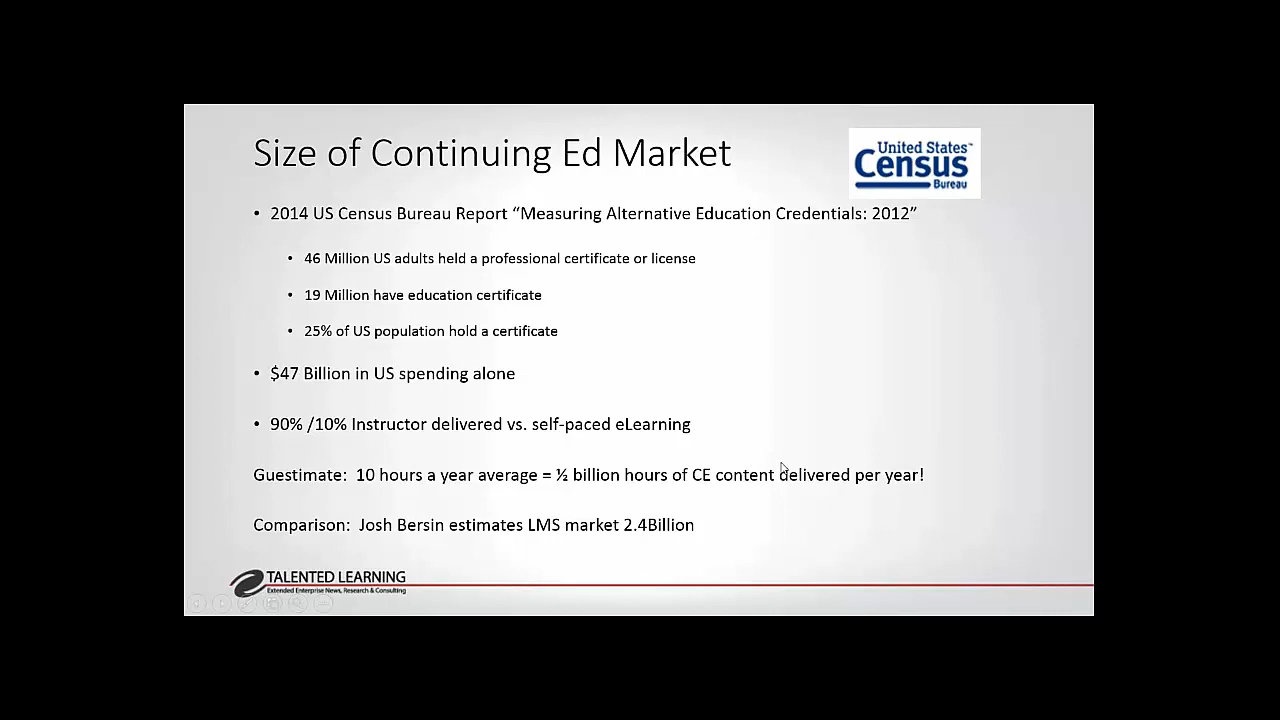 Size of Continuing Ed Market
United States™
Census
Bureau
• 2014 US Census Bureau Report “Measuring Alternative Education Credentials: 2012”
• 46 Million US adults held a professional certificate or license
• 19 Million have education certificate
• 25% of US population hold a certificate
• $47 Billion in US spending alone
• 90% /10% Instructor delivered vs. self-paced eLearning
Guestimate:  10 hours a year average = ½ billion hours of CE content delivered per year!
Comparison:  Josh Bersin estimates LMS market 2.4Billion
TALENTED LEARNING
Extended Enterprise News, Research & Consulting